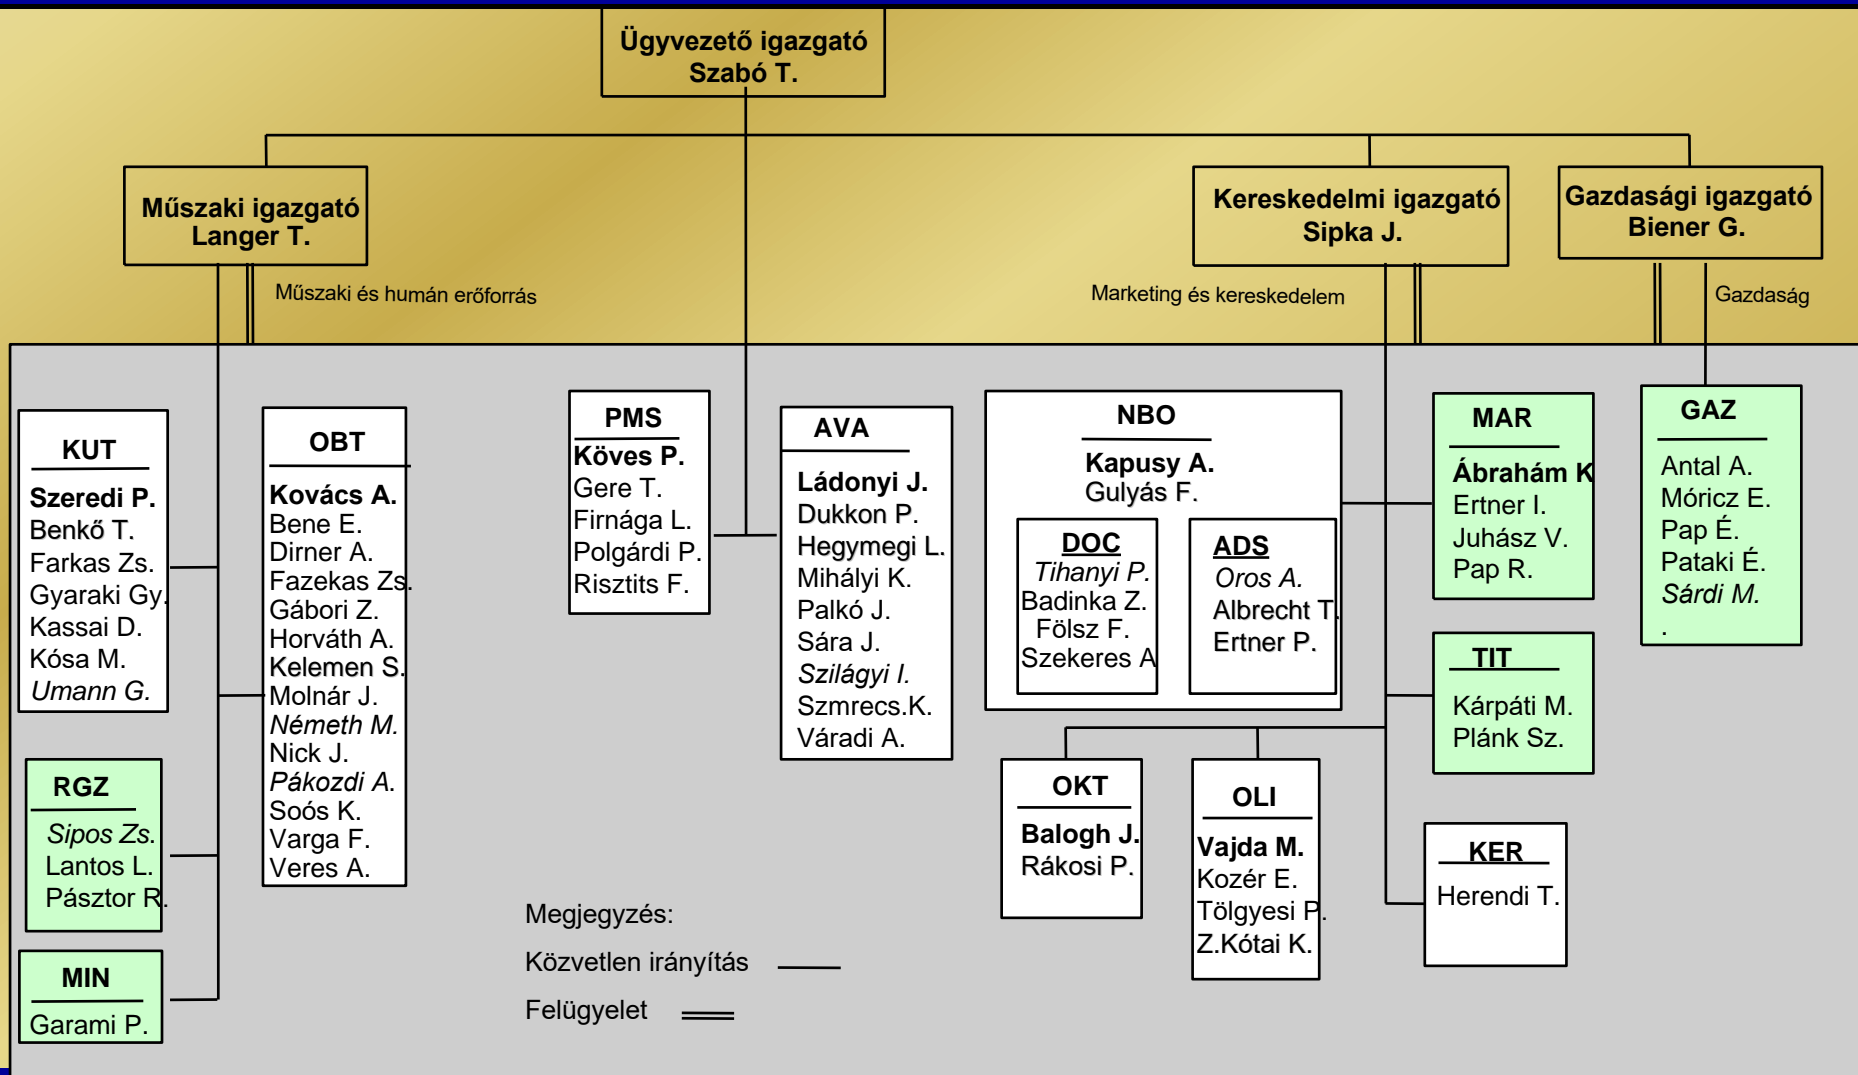 Ügyvezető igazgató
Szabó T.
Műszaki igazgató
Langer T.
Kereskedelmi igazgató
Sipka J.
Gazdasági igazgató
Biener G.
Műszaki és humán erőforrás
Marketing és kereskedelem
Gazdaság
KUT
Szeredi P.
Benkő T.
Farkas Zs.
Gyaraki Gy.
Kassai D.
Kósa M.
Umann G.
RGZ
Sipos Zs.
Lantos L.
Pásztor R.
MIN
Garami P.
OBT
Kovács A.
Bene E.
Dirner A.
Fazekas Zs.
Gábori Z.
Horváth A.
Kelemen S.
Molnár J.
Németh M.
Nick J.
Pákozdi A.
Soós K.
Varga F.
Veres A.
PMS
Köves P.
Gere T.
Firnága L.
Polgárdi P.
Risztits F.
AVA
Ládonyi J.
Dukkon P.
Hegymegi L.
Mihályi K.
Palkó J.
Sára J.
Szilágyi I.
Szmrecs.K.
Váradi A.
NBO
Kapusy A.
Gulyás F.
DOC
Tihanyi P.
Badinka Z.
Fölsz F.
Szekeres A
ADS
Oros A.
Albrecht T.
Ertner P.
OKT
Balogh J.
Rákosi P.
OLI
Vajda M.
Kozér E.
Tölgyesi P.
Z.Kótai K.
MAR
Ábrahám K
Ertner I.
Juhász V.
Pap R.
TIT
Kárpáti M.
Plánk Sz.
KER
Herendi T.
GAZ
Antal A.
Móricz E.
Pap É.
Pataki É.
Sárdi M.
.
Megjegyzés:
Közvetlen irányítás
Felügyelet